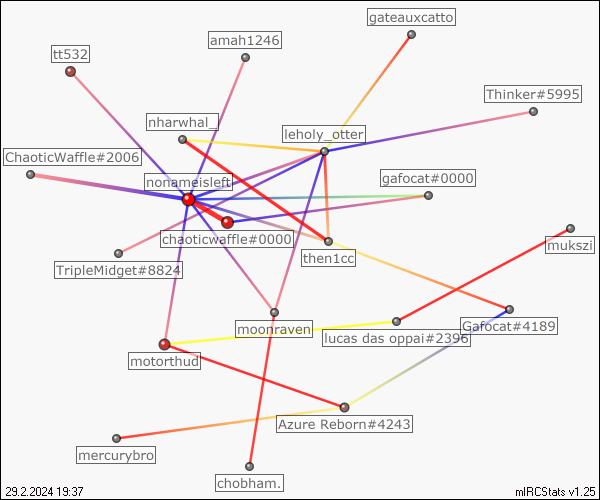 gateauxcatto
amah1246
tt532
Thinker#5995
nharwhal_
leholy_otter
ChaoticWaffle#2006
gafocat#0000
nonameisleft
chaoticwaffle#0000
mukszi
then1cc
TripleMidget#8824
Gafocat#4189
moonraven
lucas das oppai#2396
motorthud
Azure Reborn#4243
mercurybro
chobham.
29.2.2024 19:37
mIRCStats v1.25